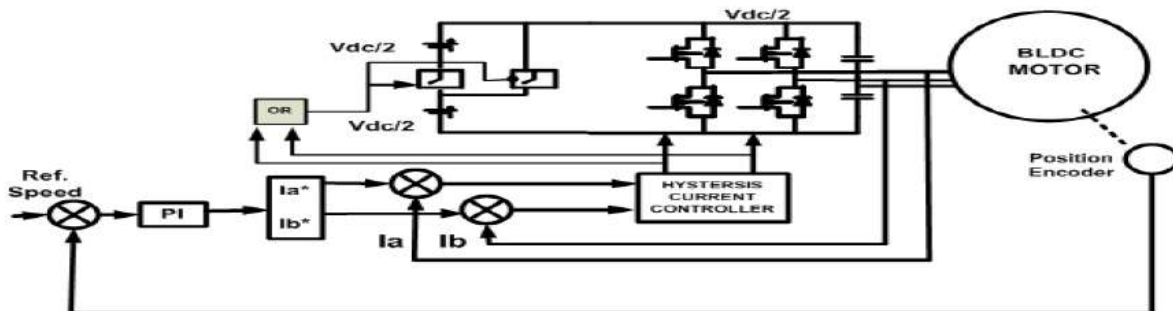 Vdc/2
Vdc/2
BLDC
MOTOR
OR
Vdc/2
Position
Encoder
Ref.
Speed
PI
Ia*
Ib*
HYSTERSIS
CURRENT
CONTROLLER
Ia
Ib